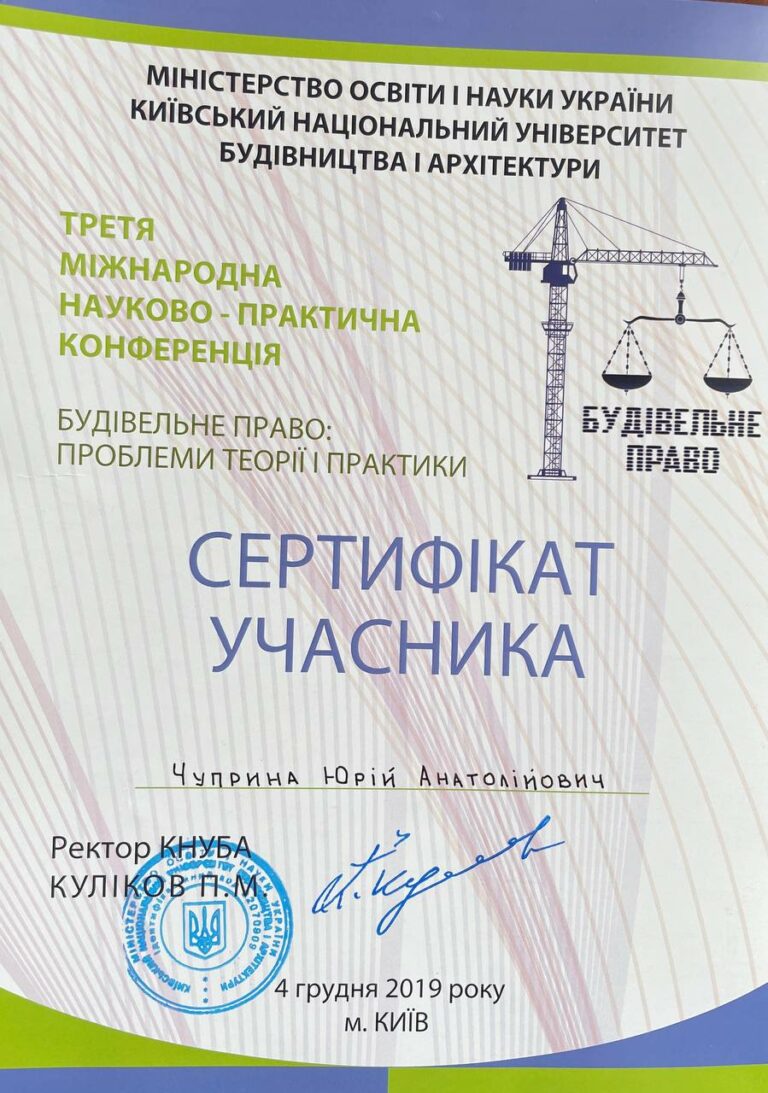 МІНІСТЕРСТВО ОСВІТИ І НАУКИ УКРАЇНИ
КИЇВСЬКИЙ НАЦІОНАЛЬНИЙ УНІВЕРСИТЕТ
БУДІВНИЦТВА І АРХІТЕКТУРИ
ТРЕТЯ
МІЖНАРОДНА
НАУКОВО - ПРАКТИЧНА
КОНФЕРЕНЦІЯ
БУДІВЕЛЬНЕ ПРАВО:
ПРОБЛЕМИ ТЕОРІЇ І ПРАКТИКИ
БУДІВЕЛЬНЕ
ПРАВО
СЕРТИФІКАТ
УЧАСНИКА
Чуприна Юрій Анатолійович
Ректор КНУБА
КУЛІКОВ П.М.
4 грудня 2019 року
м. КИЇВ